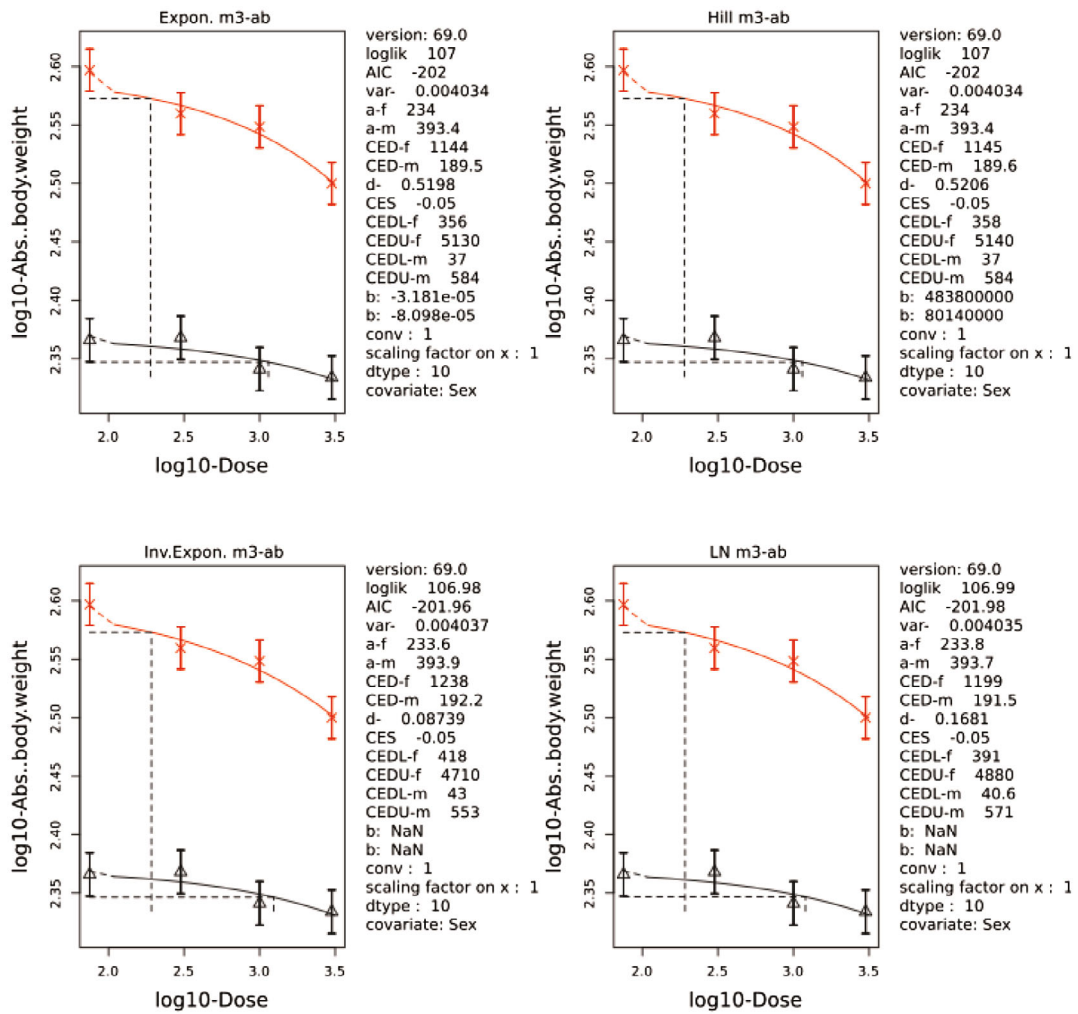 Expon. m3-ab
log10-Abs..body.weight
2.60
2.55
2.50
2.45
2.40
2.35
2.0 2.5 3.0 3.5
log10-Dose
version: 69.0
loglik 107
AIC -202
var- 0.004034
a-f 234
a-m 393.4
CED-f 1144
CED-m 189.5
d- 0.5198
CES -0.05
CEDL-f 356
CEDU-f 5130
CEDL-m 37
CEDU-m 584
b: -3.181e-05
b: -8.098e-05
conv : 1
scaling factor on x : 1
dtype : 10
covariate: Sex
Hill m3-ab
log10-Abs..body.weight
2.60
2.55
2.50
2.45
2.40
2.35
2.0 2.5 3.0 3.5
log10-Dose
version: 69.0
loglik 107
AIC -202
var- 0.004034
a-f 234
a-m 393.4
CED-f 1145
CED-m 189.6
d- 0.5206
CES -0.05
CEDL-f 358
CEDU-f 5140
CEDL-m 37
CEDU-m 584
b: 483800000
b: 80140000
conv : 1
scaling factor on x : 1
dtype : 10
covariate: Sex
Inv.Expon. m3-ab
log10-Abs..body.weight
2.60
2.55
2.50
2.45
2.40
2.35
2.0 2.5 3.0 3.5
log10-Dose
version: 69.0
loglik 106.98
AIC -201.96
var- 0.004037
a-f 233.6
a-m 393.9
CED-f 1238
CED-m 192.2
d- 0.08739
CES -0.05
CEDL-f 418
CEDU-f 4710
CEDL-m 43
CEDU-m 553
b: NaN
b: NaN
conv : 1
scaling factor on x : 1
dtype : 10
covariate: Sex
LN m3-ab
log10-Abs..body.weight
2.60
2.55
2.50
2.45
2.40
2.35
2.0 2.5 3.0 3.5
log10-Dose
version: 69.0
loglik 106.99
AIC -201.98
var- 0.004035
a-f 233.8
a-m 393.7
CED-f 1199
CED-m 191.5
d- 0.1681
CES -0.05
CEDL-f 391
CEDU-f 4880
CEDL-m 40.6
CEDU-m 571
b: NaN
b: NaN
conv : 1
scaling factor on x : 1
dtype : 10
covariate: Sex